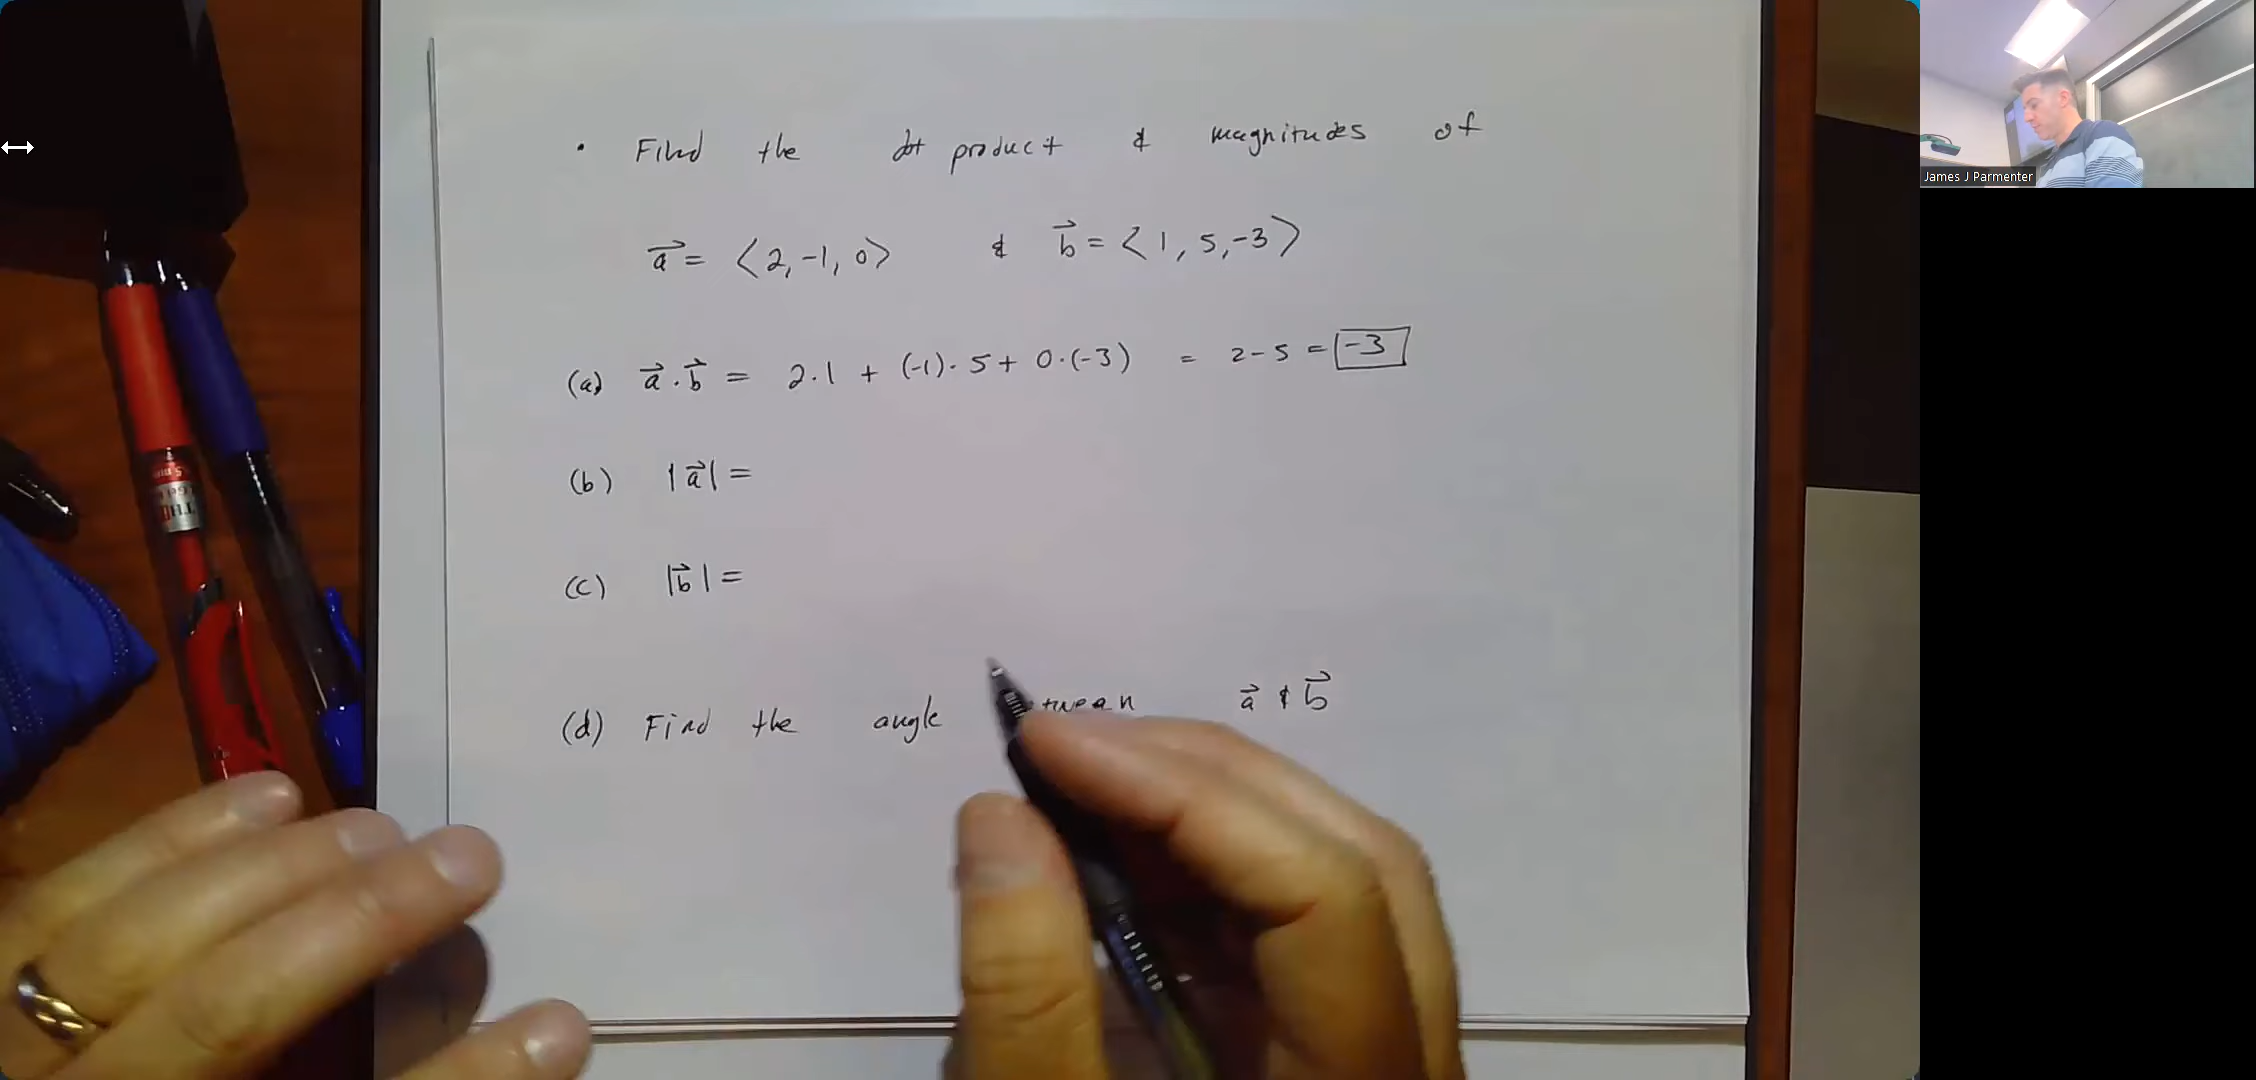 • Find the dot product & magnitudes of
a⃗ = ⟨2, -1, 0⟩ & b⃗ = ⟨1, 5, -3⟩
(a) a⃗ · b⃗ = 2·1 + (-1)·5 + 0·(-3) = 2-5 = -3
(b) |a⃗| =
(c) |b⃗| =
(d) Find the angle tween a⃗ & b⃗
James J Parmenter